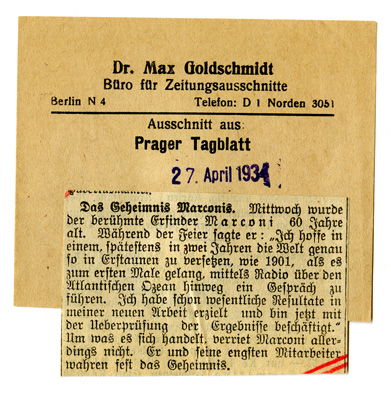 Dr. Max Goldschmidt
Büro für Zeitungsausschnitte
Berlin N 4 Telefon: D 1 Norden 3051
Ausschnitt aus
Prager Tagblatt
27. April 1934
Das Geheimnis Marconis. Mittwoch wurde
der berühmte Erfinder Marconi 60 Jahre
alt. Während der Feier sagte er: „Ich hoffe in
einem, spätestens in zwei Jahren die Welt genau
so in Erstaunen zu versetzen, wie 1901, als es
zum ersten Male gelang, mittels Radio über den
Atlantischen Ozean hinweg ein Gespräch zu
führen. Ich habe schon wesentliche Resultate in
meiner neuen Arbeit erzielt und bin jetzt mit
der Ueberprüfung der Ergebnisse beschäftigt.“
Um was es sich handelt, verriet Marconi aller-
dings nicht. Er und seine engsten Mitarbeiter
wahren fest das Geheimnis.